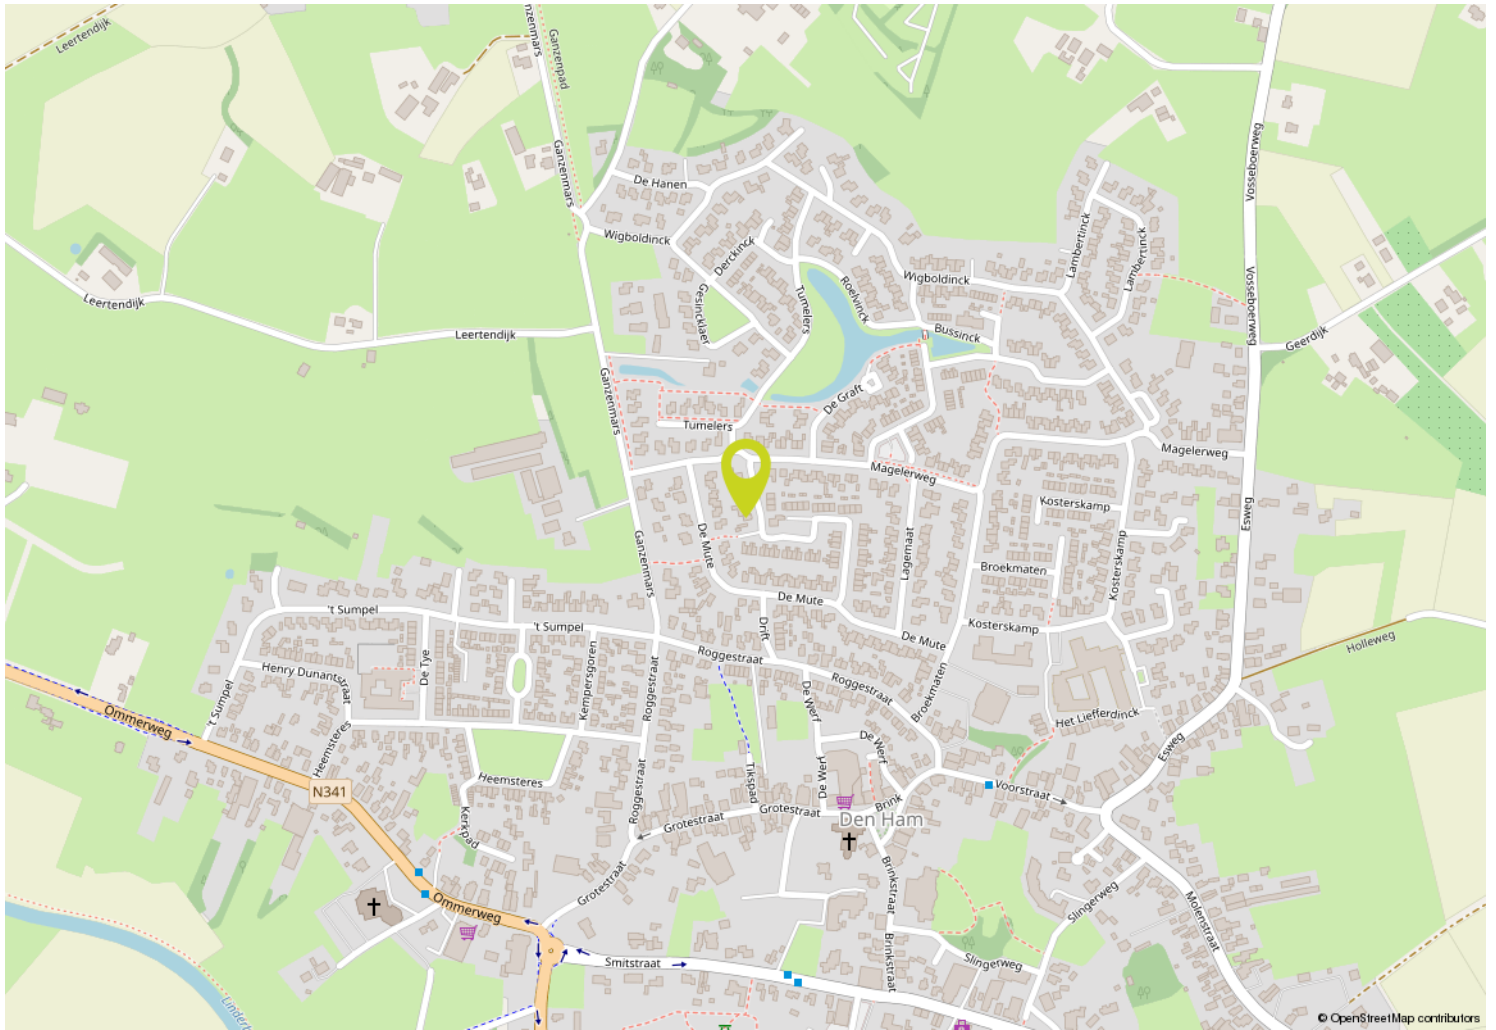 Leertendijk
Ganzenmars
Ganzenpad
Ganzenmars
De Hanen
Wigboldinck
Derckinck
Gesincklaer
Tumelers
Roelvinck
Wigboldinck
Bussinck
Lambertinck
Lambertinck
Vosseboerweg
Vosseboerweg
Geerdijk
Leertendijk
Leertendijk
Ganzenmars
De Graft
Tumelers
Magelerweg
Magelerweg
Kosterskamp
Esweg
De Mute
Lagemaat
Kosterskamp
Broekmaten
Ganzenmars
't Sumpel
't Sumpel
De Mute
Drift
De Mute
Kosterskamp
Holleweg
De Tye
Kempersgoren
Roggestraat
Roggestraat
Roggestraat
Henry Dunantstraat
't Sumpel
Broekmaten
De Werf
Het Liefferdinck
Ommerweg
Heemsteres
De Werf
Esweg
N341
Heemsteres
Roggestraat
Tikspad
De Werf
Voorstraat
Kerkpad
Grotestraat
Grotestraat
Brink
Den Ham
Grotestraat
Brinkstraat
Slingerweg
Molenstraat
Ommerweg
Smitstraat
Brinkstraat
Slingerweg
© OpenStreetMap contributors